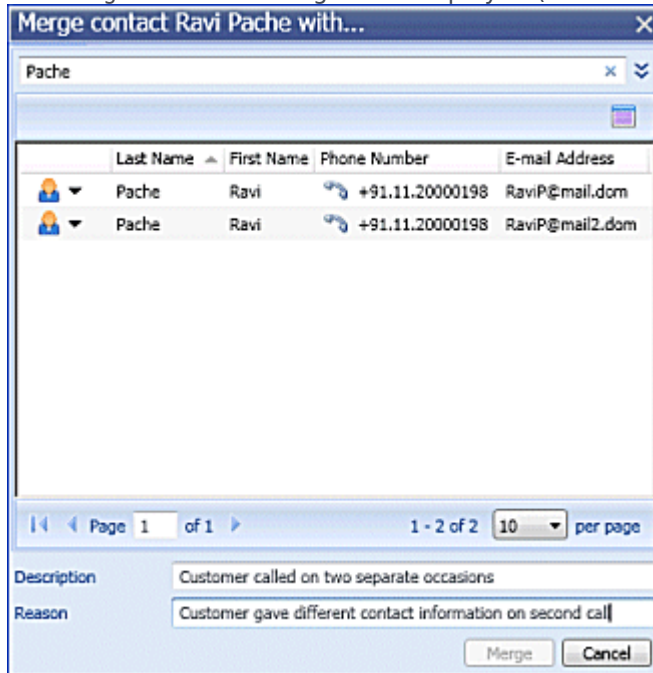 Merge contact Ravi Pache with...
Pache
Last Name First Name Phone Number E-mail Address
Pache Ravi +91.11.20000198 RaviP@mail.dom
Pache Ravi +91.11.20000198 RaviP@mail2.dom
Page 1 of 1 1 - 2 of 2 10 per page
Description Customer called on two separate occasions
Reason Customer gave different contact information on second call
Merge Cancel